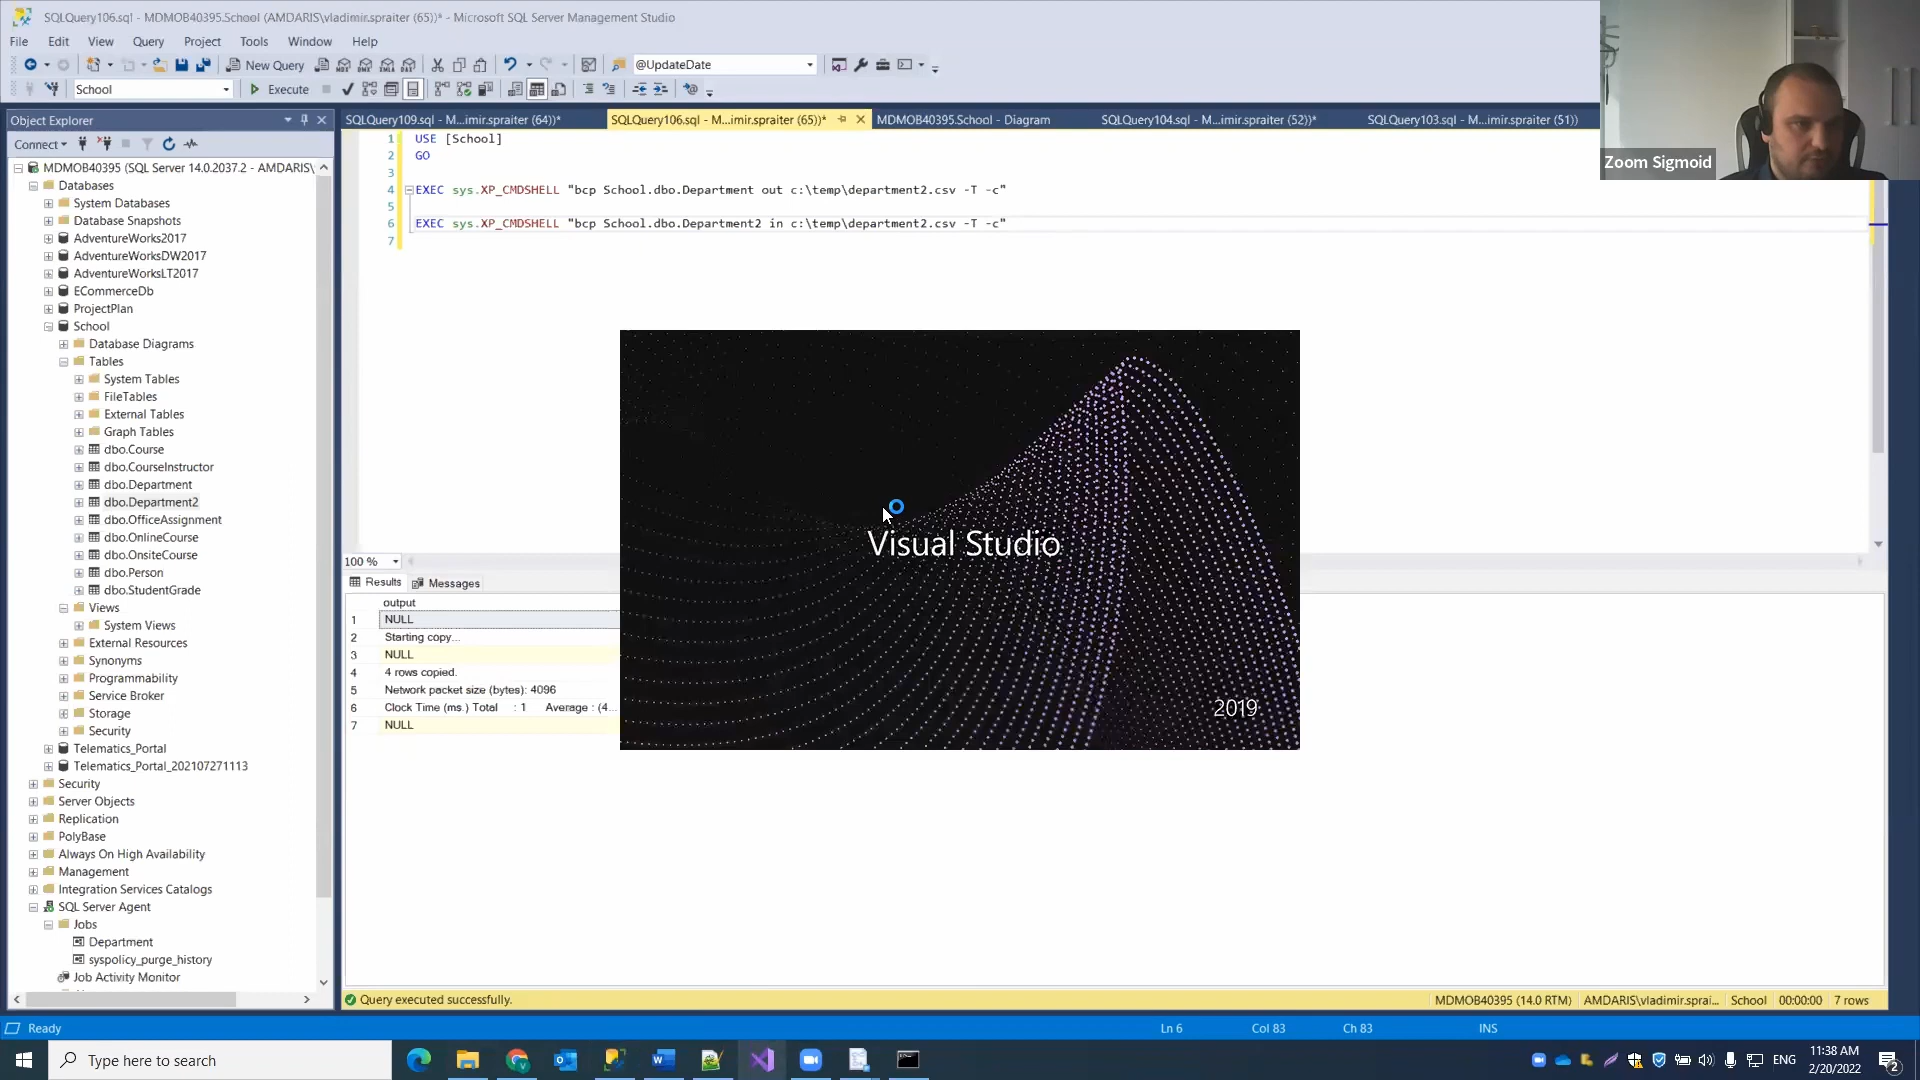 SQLQuery106.sql - MDMOB40395.School (AMDARIS\vladimir.spraiter (65))* - Microsoft SQL Server Management Studio
File Edit View Query Project Tools Window Help
New Query @UpdateDate
School Execute
Object Explorer
Connect
MDMOB40395 (SQL Server 14.0.2037.2 - AMDARIS\
Databases
System Databases
Database Snapshots
AdventureWorks2017
AdventureWorksDW2017
AdventureWorksLT2017
ECommerceDb
ProjectPlan
School
Database Diagrams
Tables
System Tables
FileTables
External Tables
Graph Tables
dbo.Course
dbo.CourseInstructor
dbo.Department
dbo.Department2
dbo.OfficeAssignment
dbo.OnlineCourse
dbo.OnsiteCourse
dbo.Person
dbo.StudentGrade
Views
System Views
External Resources
Synonyms
Programmability
Service Broker
Storage
Security
Telematics_Portal
Telematics_Portal_202107271113
Security
Server Objects
Replication
PolyBase
Always On High Availability
Management
Integration Services Catalogs
SQL Server Agent
Jobs
Department
syspolicy_purge_history
Job Activity Monitor
SQLQuery109.sql - M...imir.spraiter (64))* SQLQuery106.sql - M...imir.spraiter (65))* MDMOB40395.School - Diagram SQLQuery104.sql - M...imir.spraiter (52))* SQLQuery103.sql - M...imir.spraiter (51))
1 USE [School]
2 GO
3
4 EXEC sys.XP_CMDSHELL "bcp School.dbo.Department out c:\temp\department2.csv -T -c"
5
6 EXEC sys.XP_CMDSHELL "bcp School.dbo.Department2 in c:\temp\department2.csv -T -c"
7
Zoom Sigmoid
Visual Studio
2019
100 %
Results Messages
output
1 NULL
2 Starting copy...
3 NULL
4 4 rows copied.
5 Network packet size (bytes): 4096
6 Clock Time (ms.) Total : 1 Average : (4...
7 NULL
Query executed successfully. MDMOB40395 (14.0 RTM) AMDARIS\vladimir.sprai... School 00:00:00 7 rows
Ready Ln 6 Col 83 Ch 83 INS
Type here to search
ENG
11:38 AM
2/20/2022
2